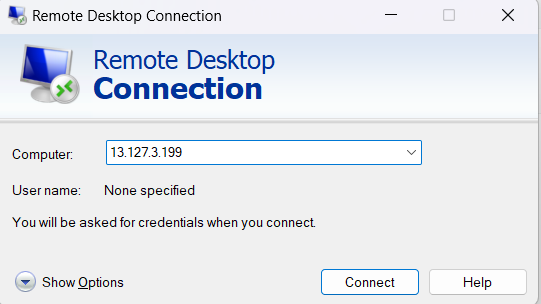 Remote Desktop Connection
Remote Desktop
Connection
Computer: 13.127.3.199
User name: None specified
You will be asked for credentials when you connect.
Show Options Connect Help